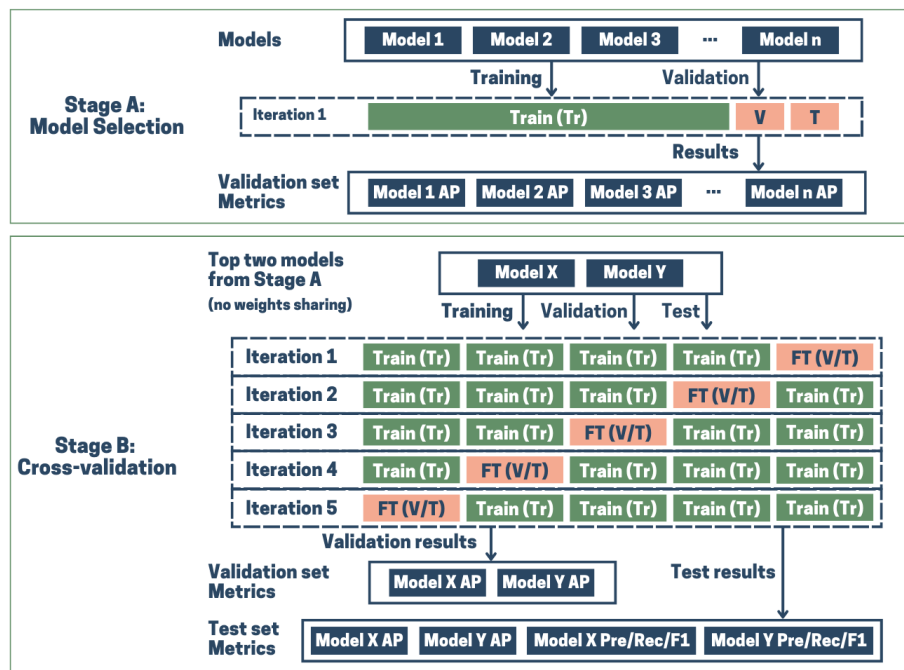 Models
Model 1 Model 2 Model 3 ... Model n
Training Validation
Stage A:
Model Selection
Iteration 1 Train (Tr) V T
Results
Validation set
Metrics
Model 1 AP Model 2 AP Model 3 AP ... Model n AP
Top two models
from Stage A
(no weights sharing)
Model X Model Y
Training Validation Test
Stage B:
Cross-validation
Iteration 1 Train (Tr) Train (Tr) Train (Tr) Train (Tr) FT (V/T)
Iteration 2 Train (Tr) Train (Tr) Train (Tr) FT (V/T) Train (Tr)
Iteration 3 Train (Tr) Train (Tr) FT (V/T) Train (Tr) Train (Tr)
Iteration 4 Train (Tr) FT (V/T) Train (Tr) Train (Tr) Train (Tr)
Iteration 5 FT (V/T) Train (Tr) Train (Tr) Train (Tr) Train (Tr)
Validation results
Test results
Validation set
Metrics
Model X AP Model Y AP
Test set
Metrics
Model X AP Model Y AP Model X Pre/Rec/F1 Model Y Pre/Rec/F1